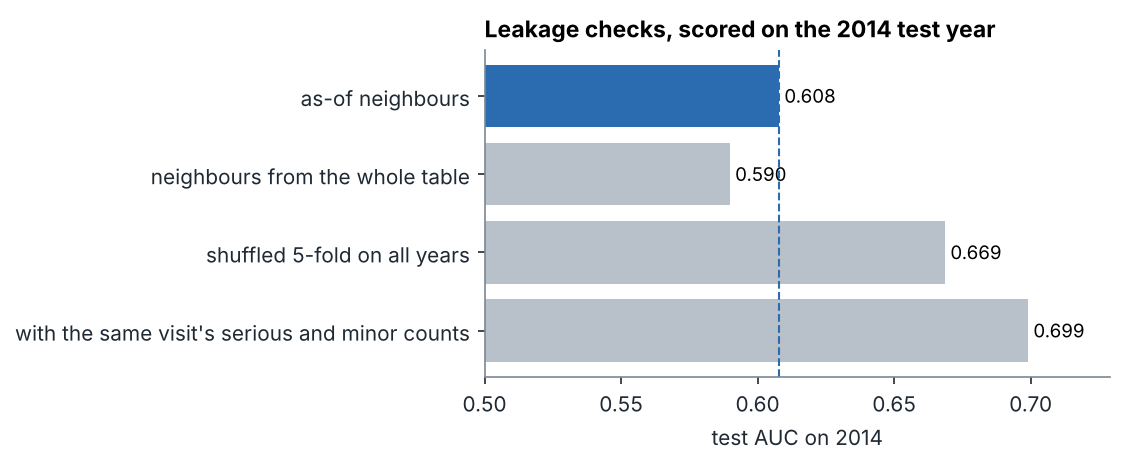 Leakage checks, scored on the 2014 test year
as-of neighbours
0.608
neighbours from the whole table
0.590
shuffled 5-fold on all years
0.669
with the same visit's serious and minor counts
0.699
0.50 0.55 0.60 0.65 0.70
test AUC on 2014